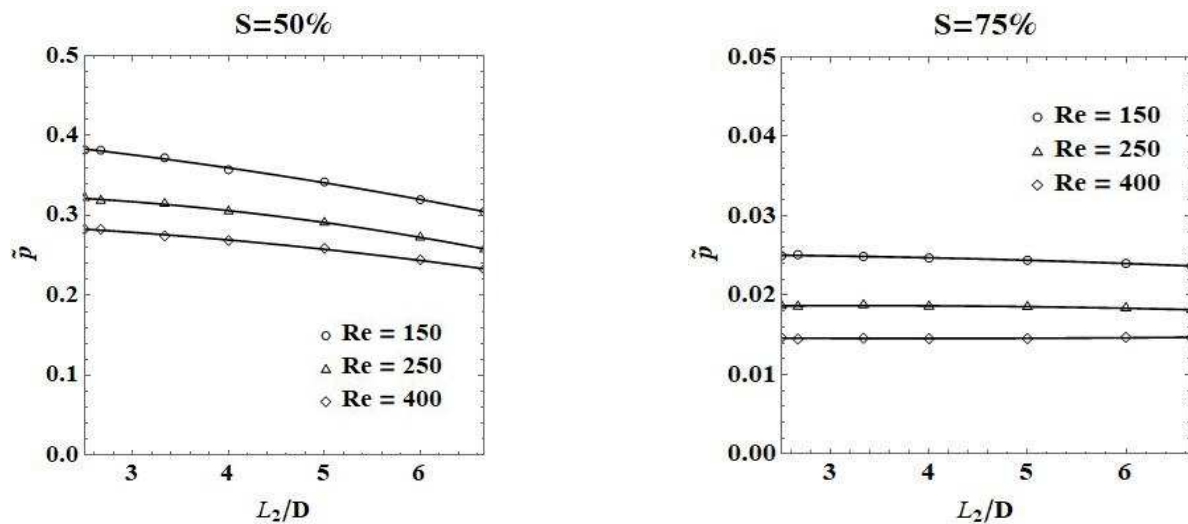 S=50%
0.5
0.4
0.3
0.2
0.1
0.0
p̃
Re = 150
Re = 250
Re = 400
3 4 5 6
L₂/D
S=75%
0.05
0.04
0.03
0.02
0.01
0.00
p̃
Re = 150
Re = 250
Re = 400
3 4 5 6
L₂/D